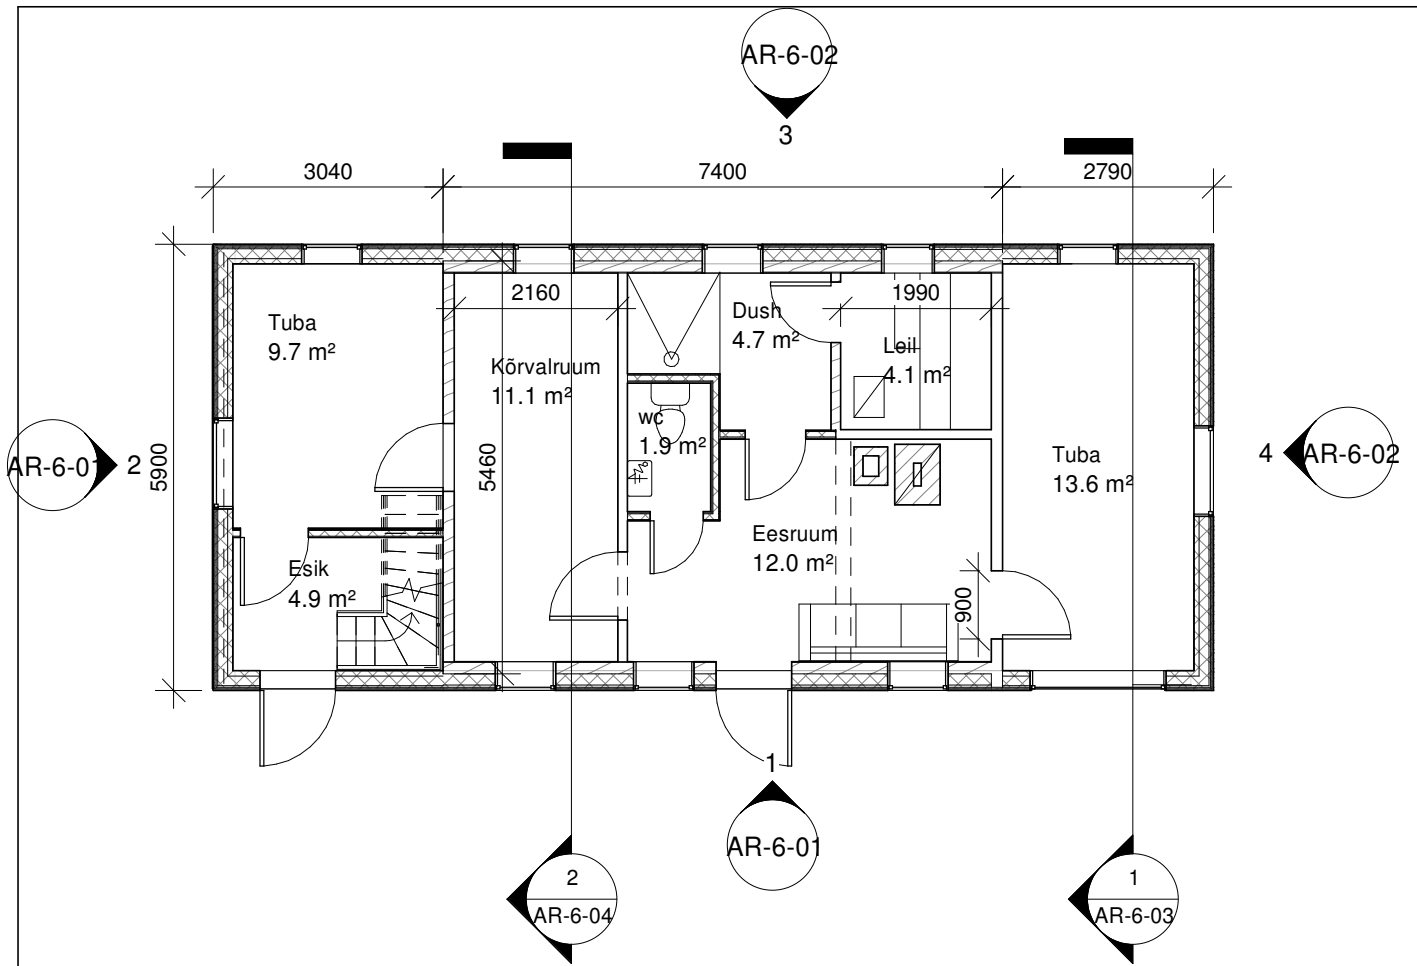 AR-6-02
3
3040
7400
2790
2160
1990
Tuba
9.7 m²
Dush
4.7 m²
Leil
4.1 m²
Kõrvalruum
11.1 m²
wc
1.9 m²
AR-6-01
2
5900
5460
Tuba
13.6 m²
4
AR-6-02
Eesruum
12.0 m²
Esik
4.9 m²
900
1
AR-6-01
2
AR-6-04
1
AR-6-03